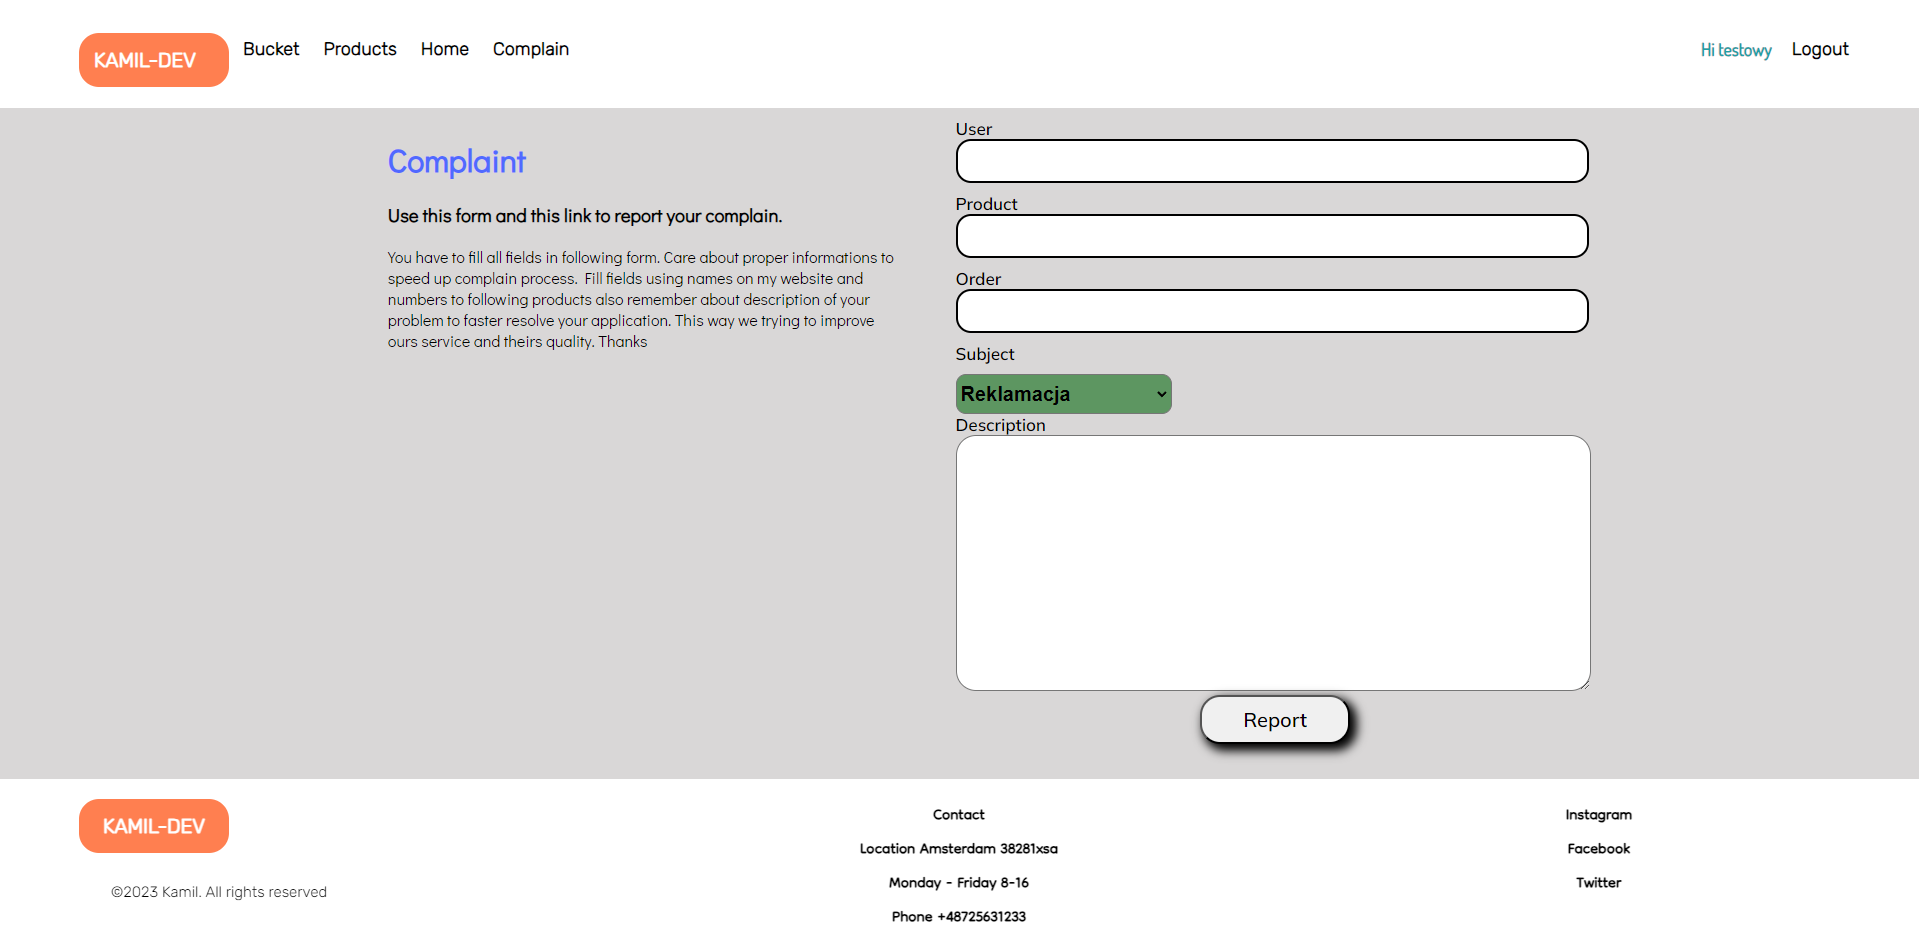 KAMIL-DEV
Bucket Products Home Complain
Hi testowy Logout
Complaint
Use this form and this link to report your complain.
You have to fill all fields in following form. Care about proper informations to
speed up complain process. Fill fields using names on my website and
numbers to following products also remember about description of your
problem to faster resolve your application. This way we trying to improve
ours service and theirs quality. Thanks
User
Product
Order
Subject
Reklamacja
Description
Report
KAMIL-DEV
©2023 Kamil. All rights reserved
Contact
Location Amsterdam 38281xsa
Monday - Friday 8-16
Phone +48725631233
Instagram
Facebook
Twitter